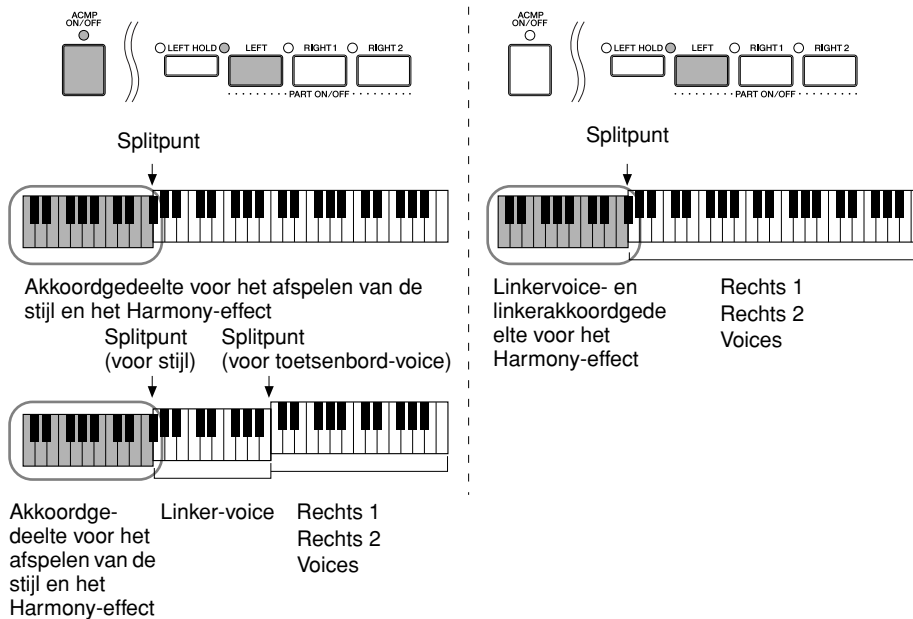 ACMP
ON/OFF
LEFT HOLD
LEFT
RIGHT 1
RIGHT 2
PART ON/OFF
Splitpunt
Akkoordgedeelte voor het afspelen van de
stijl en het Harmony-effect
Splitpunt
(voor stijl)
Splitpunt
(voor toetsenbord-voice)
Akkoordge-
deelte voor het
afspelen van de
stijl en het
Harmony-effect
Linker-voice
Rechts 1
Rechts 2
Voices
ACMP
ON/OFF
LEFT HOLD
LEFT
RIGHT 1
RIGHT 2
PART ON/OFF
Splitpunt
Linkervoice- en
linkerakkoordgede
elte voor het
Harmony-effect
Rechts 1
Rechts 2
Voices